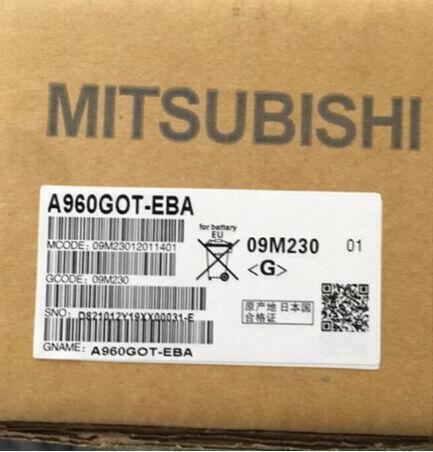 MITSUBISHI
A960GOT-EBA
for battery
EU
MCODE: 09M23012011401
09M230 01
<G>
GCODE: 09M230
原产地 日本国
合格证
SNO: D821012Y19XX00031-E
GNAME: A960GOT-EBA